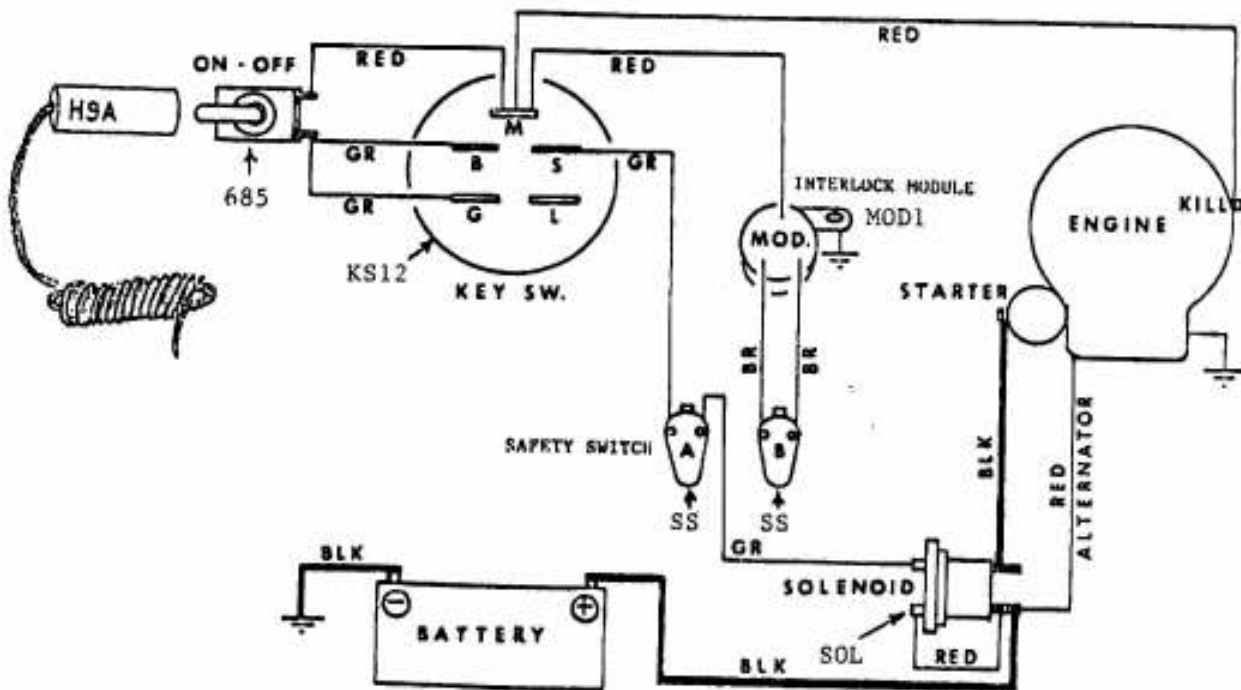 RED
ON - OFF
RED
RED
H9A
M
GR
B
S
GR
685
GR
G
L
INTERLOCK MODULE
MOD1
MOD.
KILL
ENGINE
KS12
KEY SW.
STARTER
BR
BR
SAFETY SWITCH
A
B
BLK
RED
ALTERNATOR
SS
SS
GR
BLK
SOLENOID
BATTERY
SOL
RED
BLK